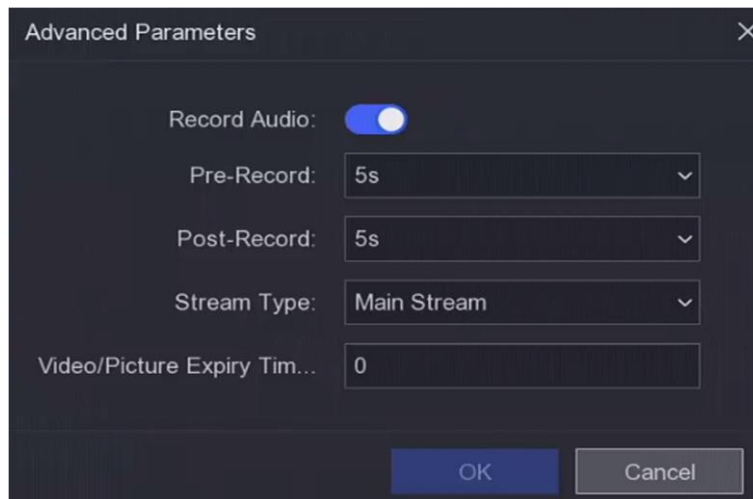 Advanced Parameters
Record Audio:
Pre-Record: 5s
Post-Record: 5s
Stream Type: Main Stream
Video/Picture Expiry Tim... 0
OK Cancel